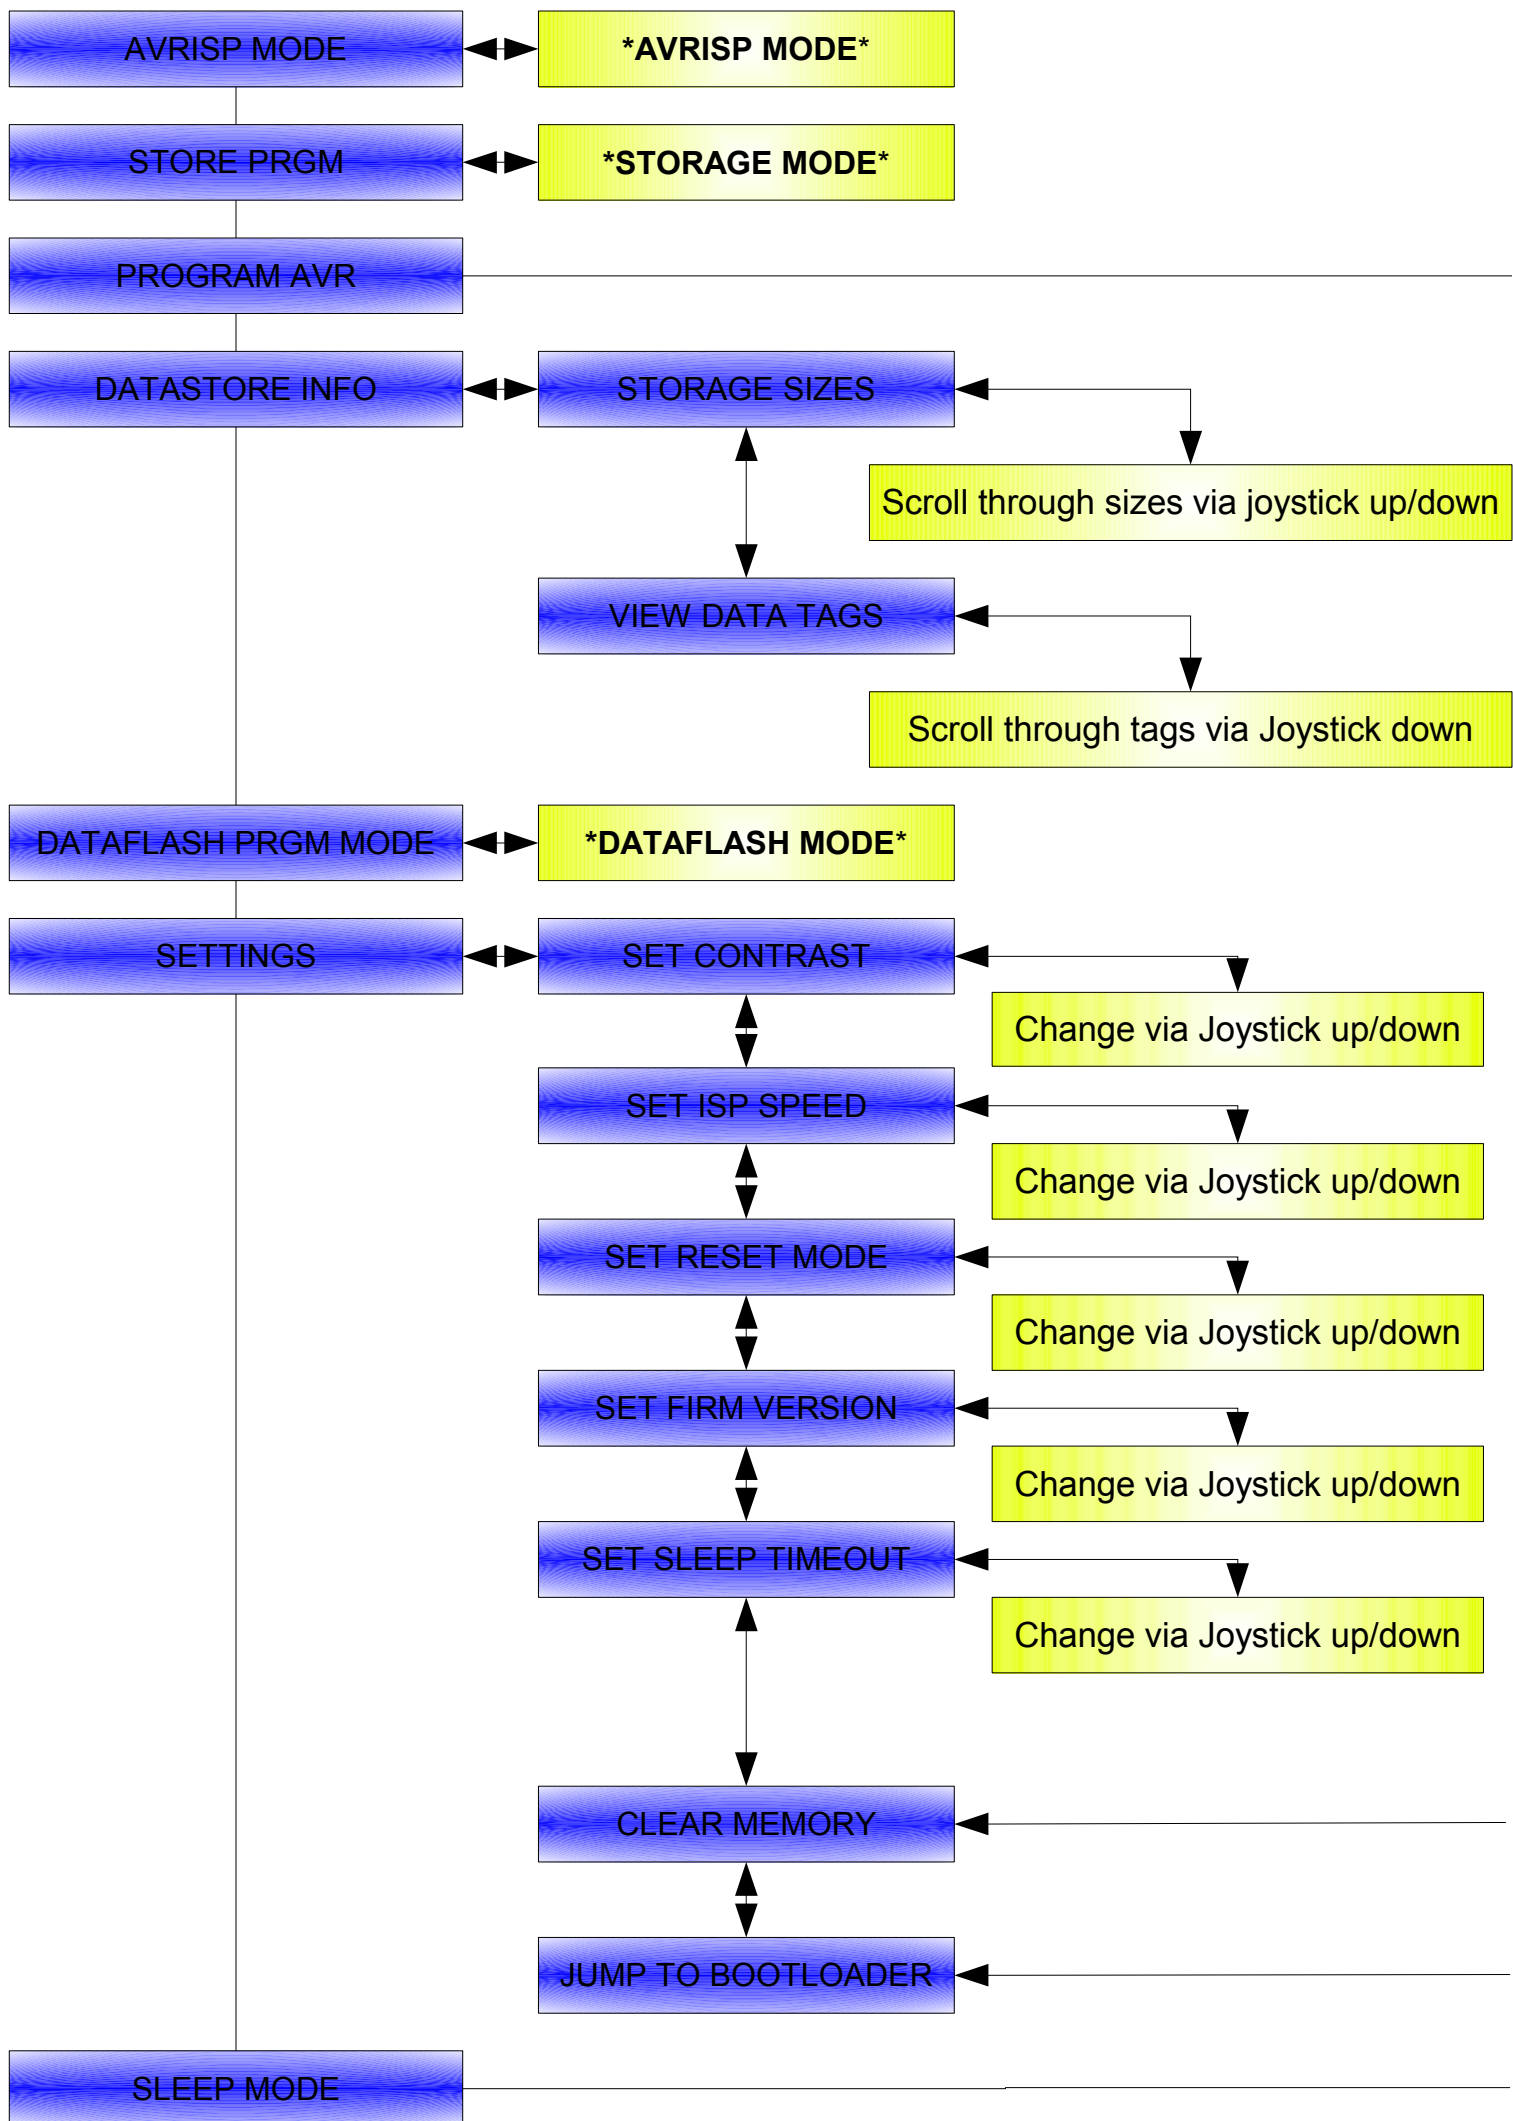 AVRISP MODE
*AVRISP MODE*
STORE PRGM
*STORAGE MODE*
PROGRAM AVR
DATASTORE INFO
STORAGE SIZES
Scroll through sizes via joystick up/down
VIEW DATA TAGS
Scroll through tags via Joystick down
DATAFLASH PRGM MODE
*DATAFLASH MODE*
SETTINGS
SET CONTRAST
Change via Joystick up/down
SET ISP SPEED
Change via Joystick up/down
SET RESET MODE
Change via Joystick up/down
SET FIRM VERSION
Change via Joystick up/down
SET SLEEP TIMEOUT
Change via Joystick up/down
CLEAR MEMORY
JUMP TO BOOTLOADER
SLEEP MODE